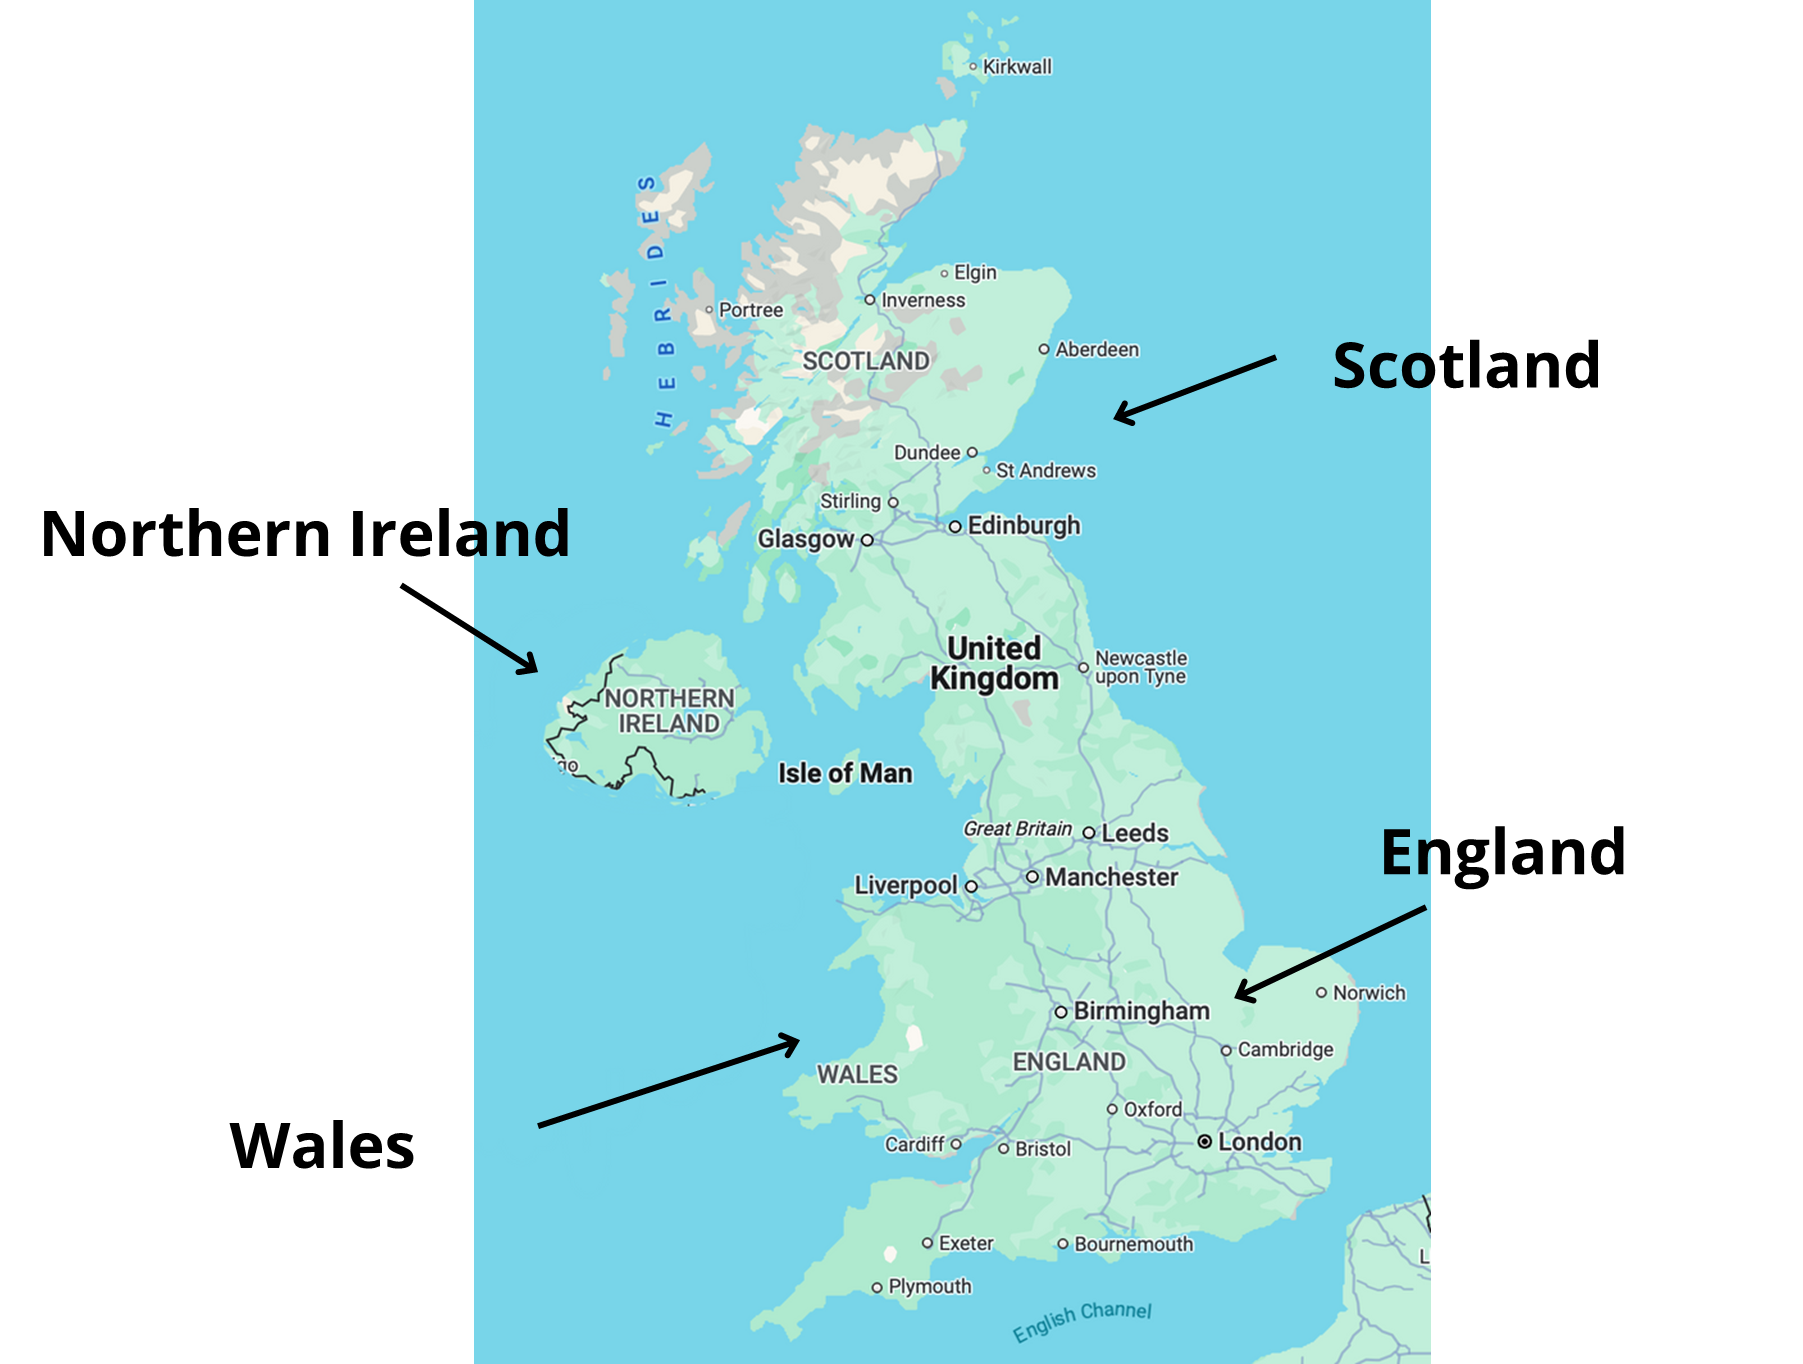 Kirkwall
HEBRIDES
Elgin
Inverness
Portree
Aberdeen
SCOTLAND
Scotland
Dundee
St Andrews
Stirling
Edinburgh
Glasgow
Northern Ireland
United
Kingdom
Newcastle
upon Tyne
NORTHERN
IRELAND
go
Isle of Man
Great Britain
Leeds
England
Manchester
Liverpool
Norwich
Birmingham
Cambridge
ENGLAND
WALES
Oxford
Wales
Cardiff
Bristol
London
Exeter
Bournemouth
L
Plymouth
English Channel